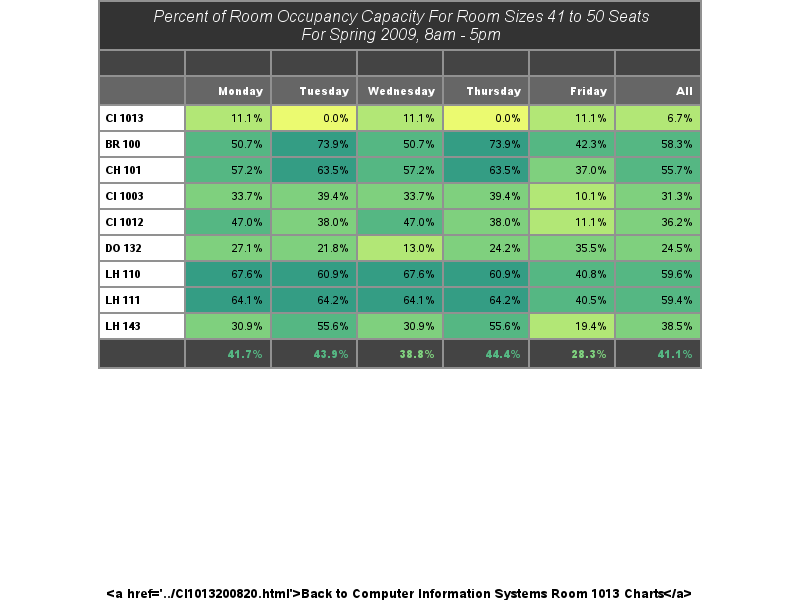 Percent of Room Occupancy Capacity For Room Sizes 41 to 50 Seats
For Spring 2009, 8am - 5pm
Monday Tuesday Wednesday Thursday Friday All
CI 1013 11.1% 0.0% 11.1% 0.0% 11.1% 6.7%
BR 100 50.7% 73.9% 50.7% 73.9% 42.3% 58.3%
CH 101 57.2% 63.5% 57.2% 63.5% 37.0% 55.7%
CI 1003 33.7% 39.4% 33.7% 39.4% 10.1% 31.3%
CI 1012 47.0% 38.0% 47.0% 38.0% 11.1% 36.2%
DO 132 27.1% 21.8% 13.0% 24.2% 35.5% 24.5%
LH 110 67.6% 60.9% 67.6% 60.9% 40.8% 59.6%
LH 111 64.1% 64.2% 64.1% 64.2% 40.5% 59.4%
LH 143 30.9% 55.6% 30.9% 55.6% 19.4% 38.5%
41.7% 43.9% 38.8% 44.4% 28.3% 41.1%
<a href='../CI1013200820.html'>Back to Computer Information Systems Room 1013 Charts</a>